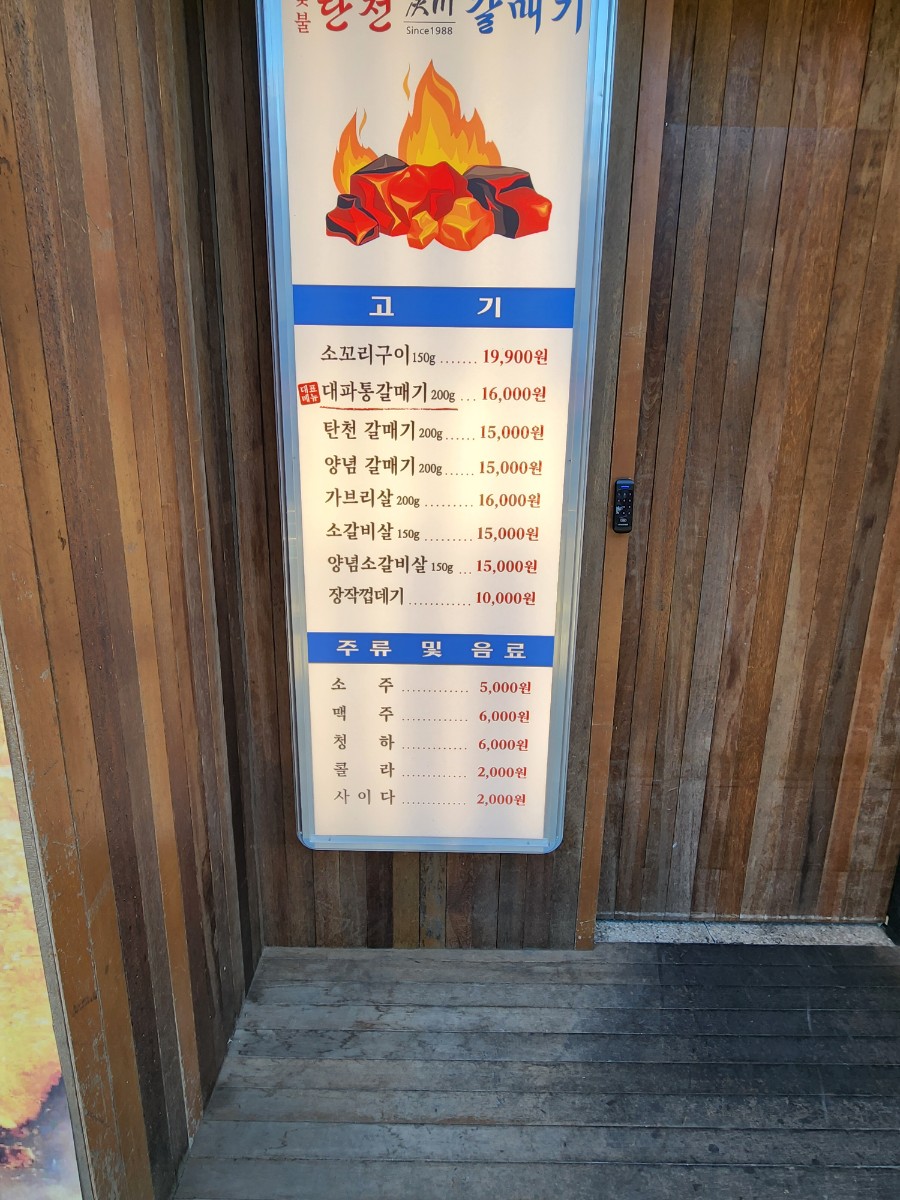 불 탄천 炭川 갈매기
Since1988
고 기
소꼬리구이 150g ....... 19,900원
대표메뉴 대파통갈매기 200g ... 16,000원
탄천 갈매기 200g ...... 15,000원
양념 갈매기 200g ...... 15,000원
가브리살 200g ......... 16,000원
소갈비살 150g ......... 15,000원
양념소갈비살 150g ... 15,000원
장작껍데기 ............ 10,000원
주류 및 음료
소 주 ............. 5,000원
맥 주 ............. 6,000원
청 하 ............. 6,000원
콜 라 ............. 2,000원
사이다 ............. 2,000원